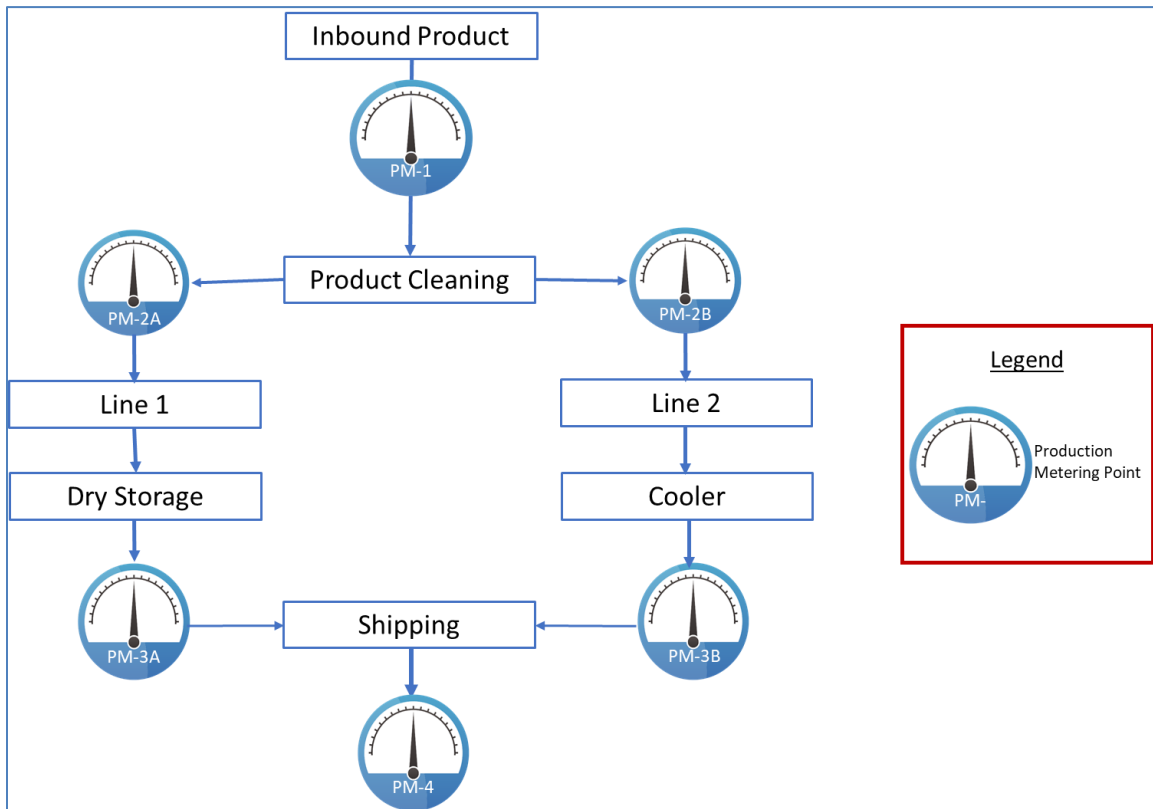 Inbound Product
PM-1
Product Cleaning
PM-2A
PM-2B
Line 1
Line 2
Legend
Production
Metering Point
PM-
Dry Storage
Cooler
Shipping
PM-3A
PM-3B
PM-4